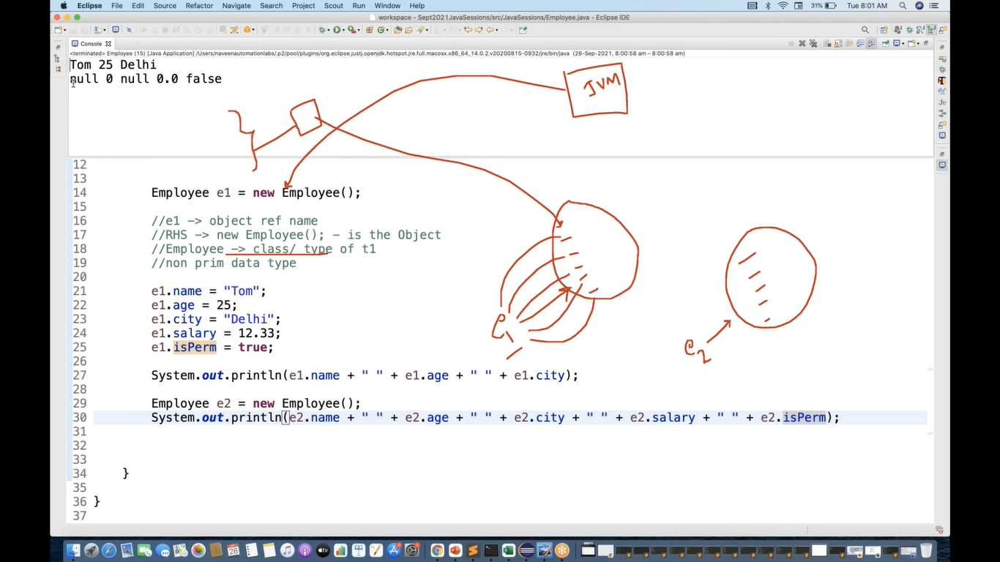 Eclipse File Edit Source Refactor Navigate Search Project Scout Run Window Help 31% Tue 8:01 AM
workspace - Sept2021JavaSessions/src/JavaSessions/Employee.java - Eclipse IDE
Console
<terminated> Employee (15) [Java Application] /Users/naveenautomationlabs/.p2/pool/plugins/org.eclipse.justj.openjdk.hotspot.jre.full.macosx.x86_64_14.0.2.v20200815-0932/jre/bin/java (28-Sep-2021, 8:00:58 am – 8:00:58 am)
Tom 25 Delhi
null 0 null 0.0 false
JVM
12
13
14 Employee e1 = new Employee();
15
16 //e1 -> object ref name
17 //RHS -> new Employee(); - is the Object
18 //Employee -> class/ type of t1
19 //non prim data type
20
21 e1.name = "Tom";
22 e1.age = 25;
23 e1.city = "Delhi";
24 e1.salary = 12.33;
25 e1.isPerm = true;
e1
e2
26
27 System.out.println(e1.name + " " + e1.age + " " + e1.city);
28
29 Employee e2 = new Employee();
30 System.out.println(e2.name + " " + e2.age + " " + e2.city + " " + e2.salary + " " + e2.isPerm);
31
32
33
34 }
35
36 }
37